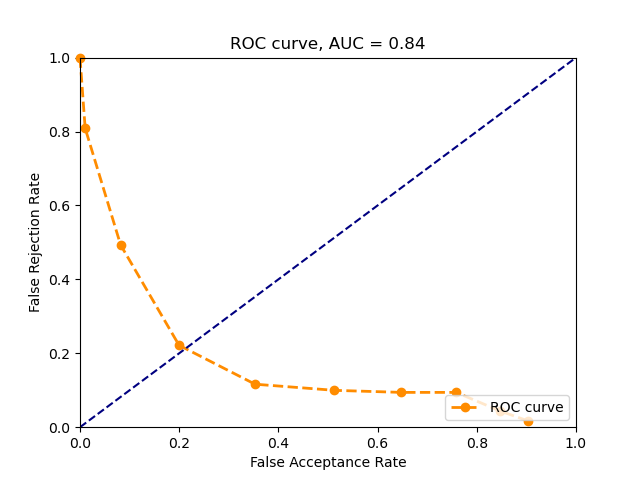 ROC curve, AUC = 0.84
1.0
0.8
0.6
0.4
0.2
0.0
False Rejection Rate
ROC curve
0.0 0.2 0.4 0.6 0.8 1.0
False Acceptance Rate